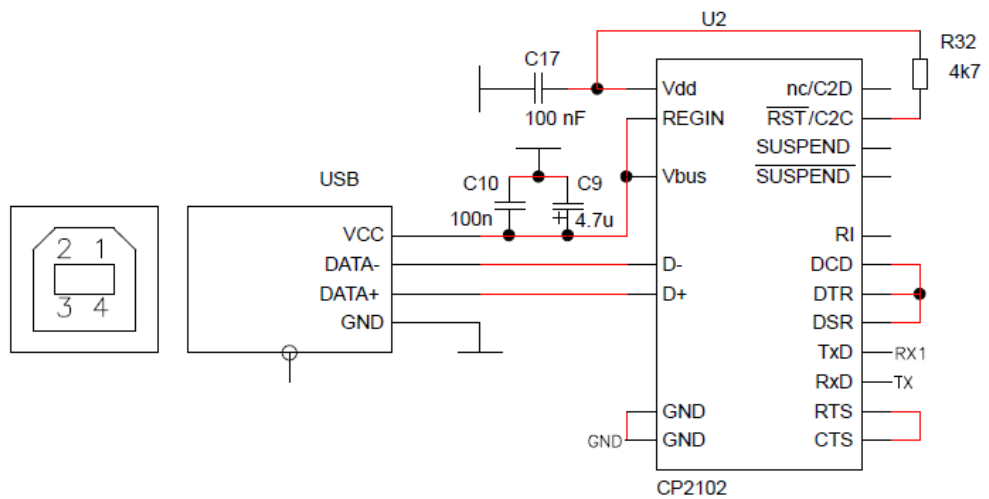 U2
R32
4k7
C17
100 nF
Vdd
REGIN
Vbus
D-
D+
GND
GND
GND
nc/C2D
RST/C2C
SUSPEND
SUSPEND
RI
DCD
DTR
DSR
TxD
RxD
RTS
CTS
RX1
TX
CP2102
C10
100n
C9
+
4.7u
USB
VCC
DATA-
DATA+
GND
2 1
3 4